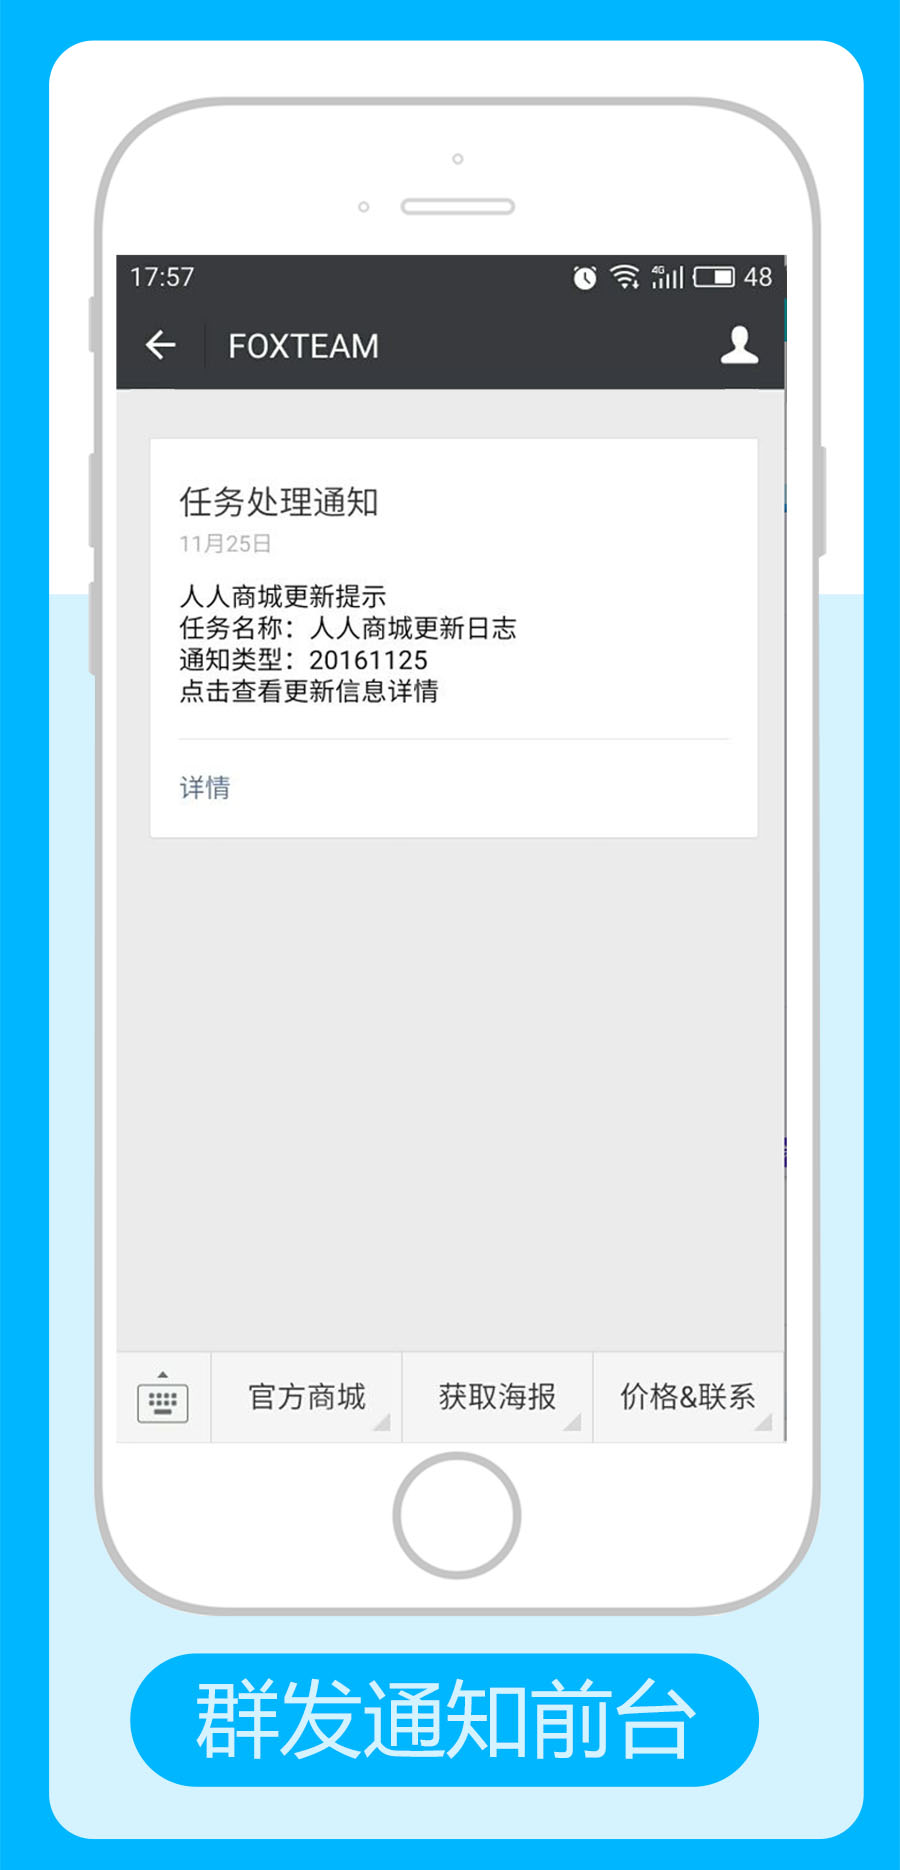 17:57
4G
48
FOXTEAM
任务处理通知
11月25日
人人商城更新提示
任务名称：人人商城更新日志
通知类型：20161125
点击查看更新信息详情
详情
官方商城
获取海报
价格&联系
群发通知前台